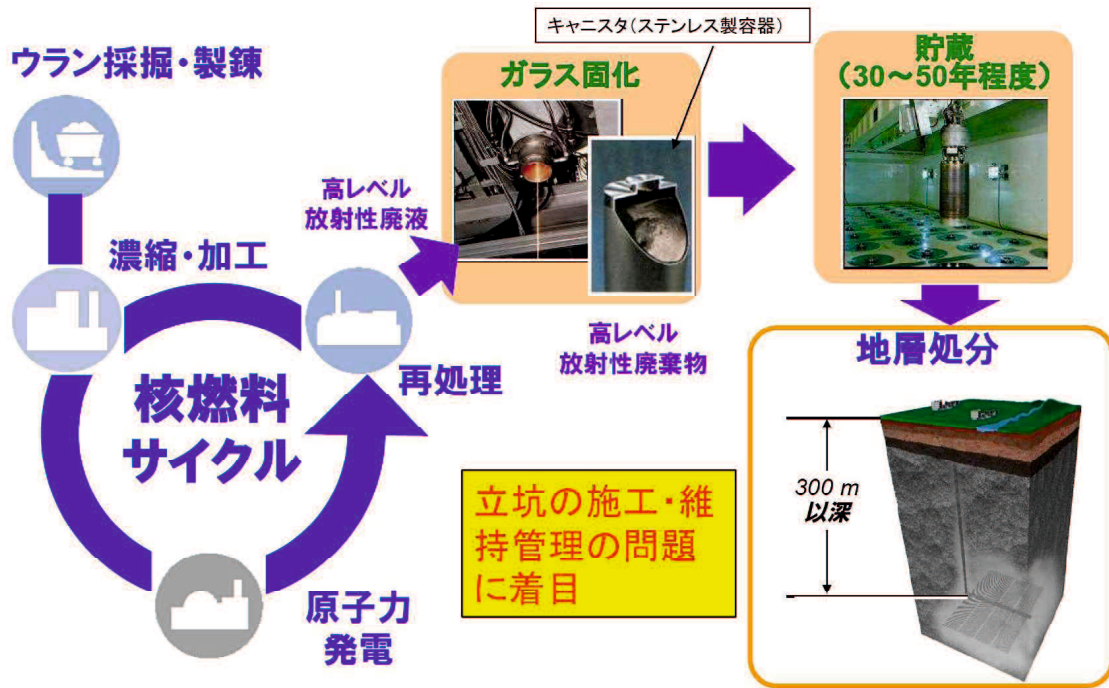 キャニスタ(ステンレス製容器)
ウラン採掘・製錬
ガラス固化
貯蔵
(30～50年程度)
高レベル
放射性廃液
濃縮・加工
高レベル
放射性廃棄物
再処理
核燃料
サイクル
原子力
発電
立坑の施工・維
持管理の問題
に着目
地層処分
300 m
以深